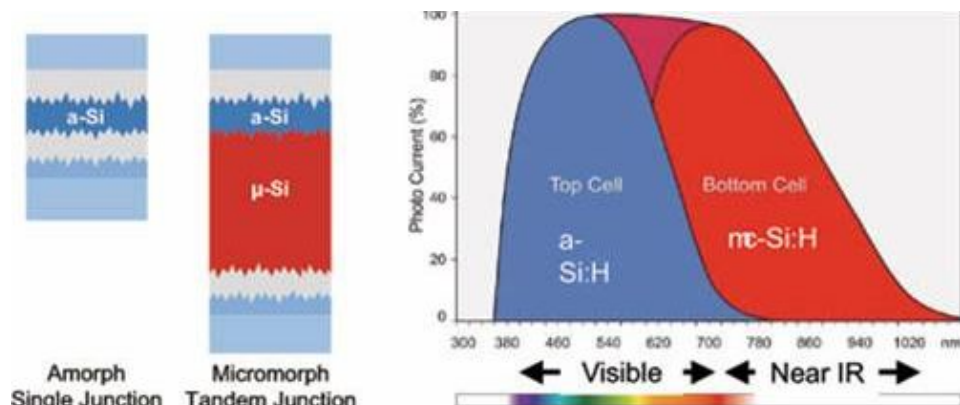 a-Si
Amorph
Single Junction
a-Si
μ-Si
Micromorph
Tandem Junction
Photo Current (%)
100
80
60
40
20
0
Top Cell
a-
Si:H
Bottom Cell
mc-Si:H
300 380 460 540 620 700 780 860 940 1020 nm
Visible
Near IR